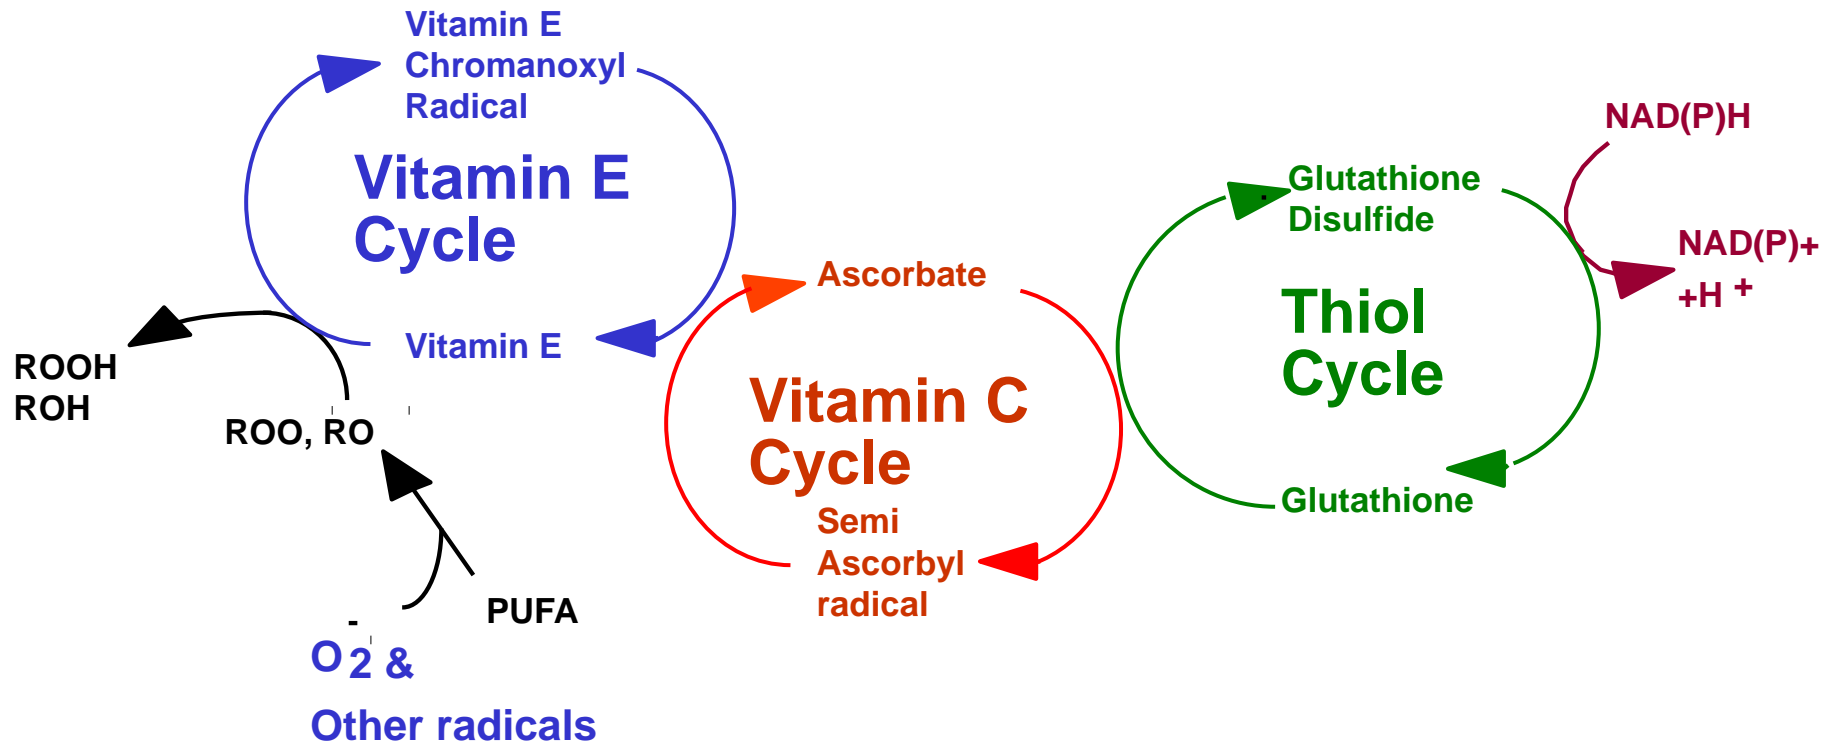 Vitamin E
Chromanoxyl
Radical
Vitamin E
Cycle
Vitamin E
ROOH
ROH
ROO, RO
PUFA
O2- &
Other radicals
Ascorbate
Vitamin C
Cycle
Semi
Ascorbyl
radical
Glutathione
Disulfide
Thiol
Cycle
Glutathione
NAD(P)H
NAD(P)+
+H +